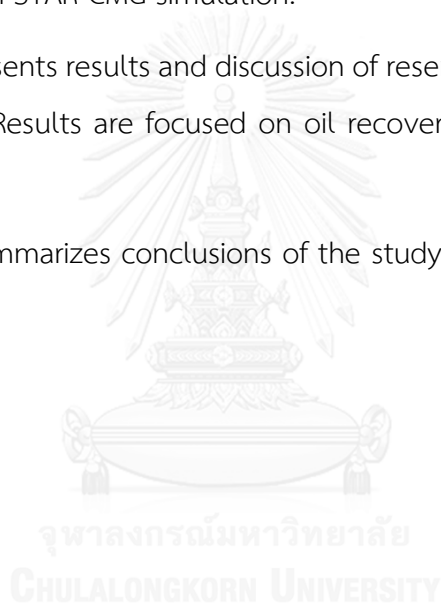 STAR CMG simulation.
sents results and discussion of rese
Results are focused on oil recover
mmarizes conclusions of the study
จุฬาลงกรณ์มหาวิทยาลัย
CHULALONGKORN UNIVERSITY